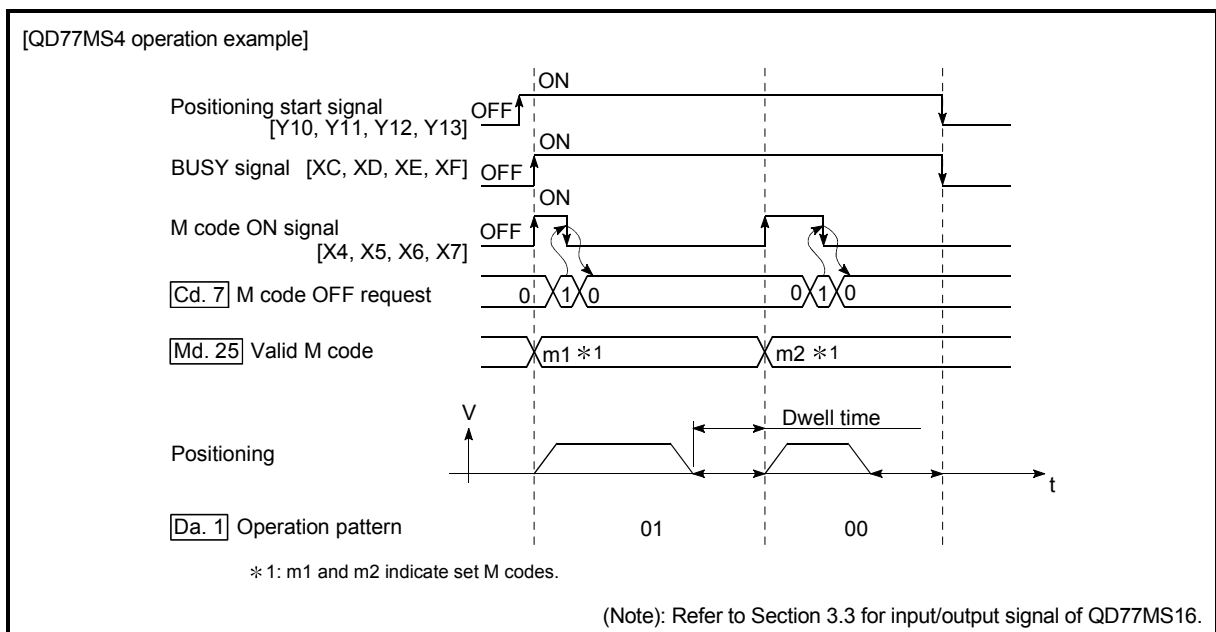 [QD77MS4 operation example]
ON
Positioning start signal
OFF
[Y10, Y11, Y12, Y13]
ON
BUSY signal [XC, XD, XE, XF]
OFF
ON
M code ON signal
OFF
[X4, X5, X6, X7]
Cd. 7 M code OFF request
0 1 0 0 1 0
Md. 25 Valid M code
m1 *1 m2 *1
V
Dwell time
Positioning
t
Da. 1 Operation pattern
01 00
*1: m1 and m2 indicate set M codes.
(Note): Refer to Section 3.3 for input/output signal of QD77MS16.